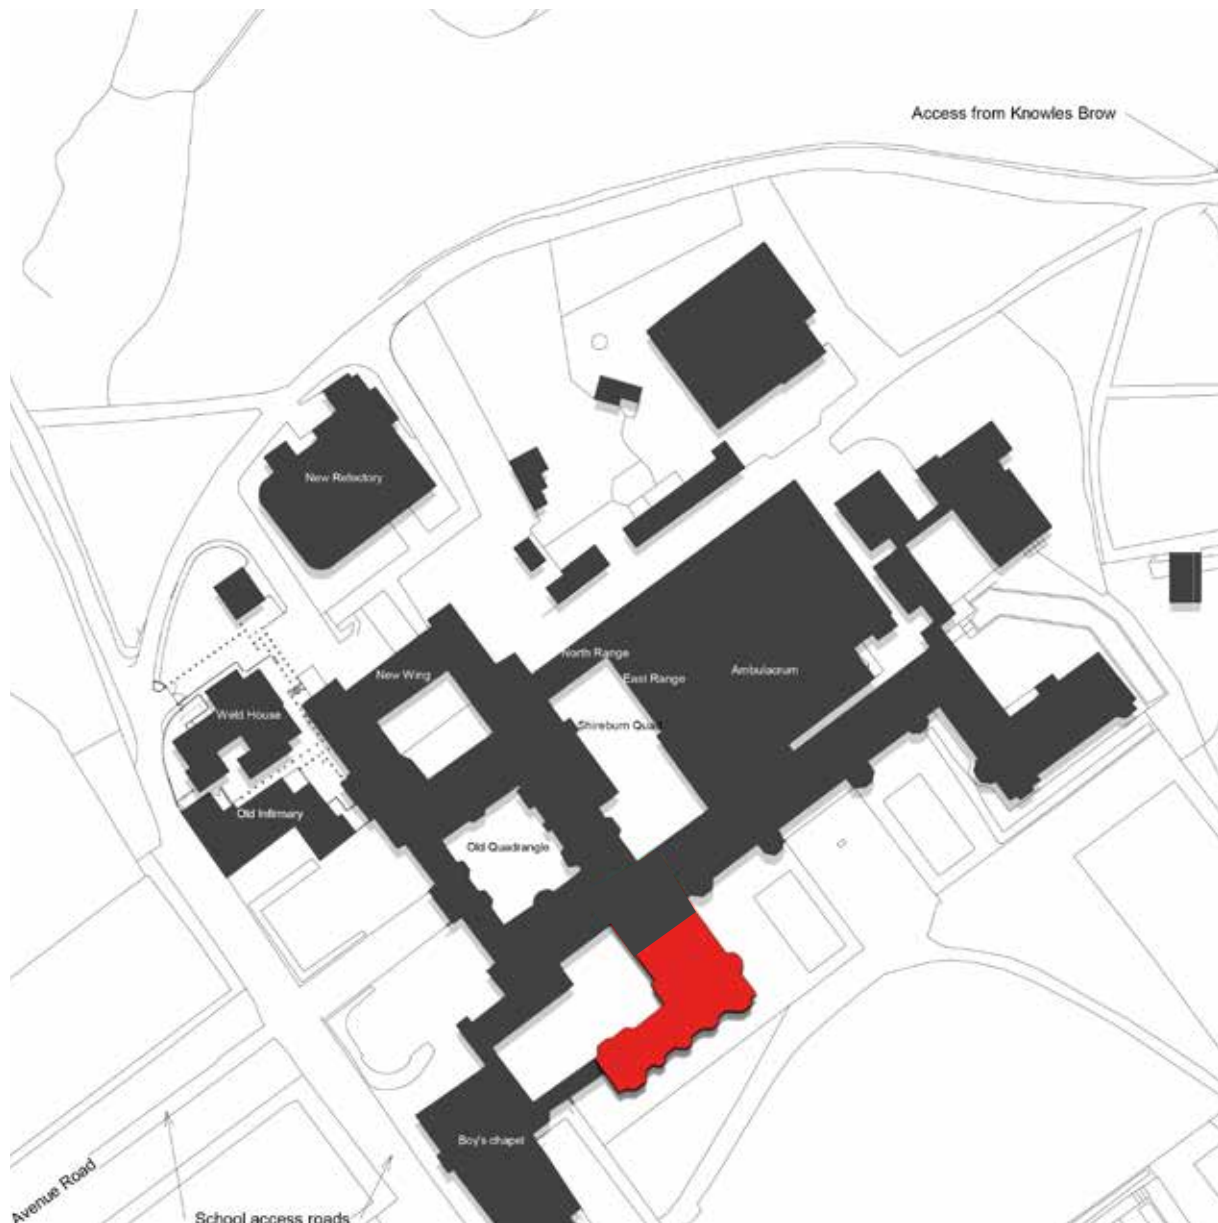 Access from Knowles Brow
New Refectory
North Range
New Wing
East Range
Ambulacrum
Weld House
Shireburn Quad
Old Infirmary
Old Quadrangle
Boy's chapel
Avenue Road
School access roads